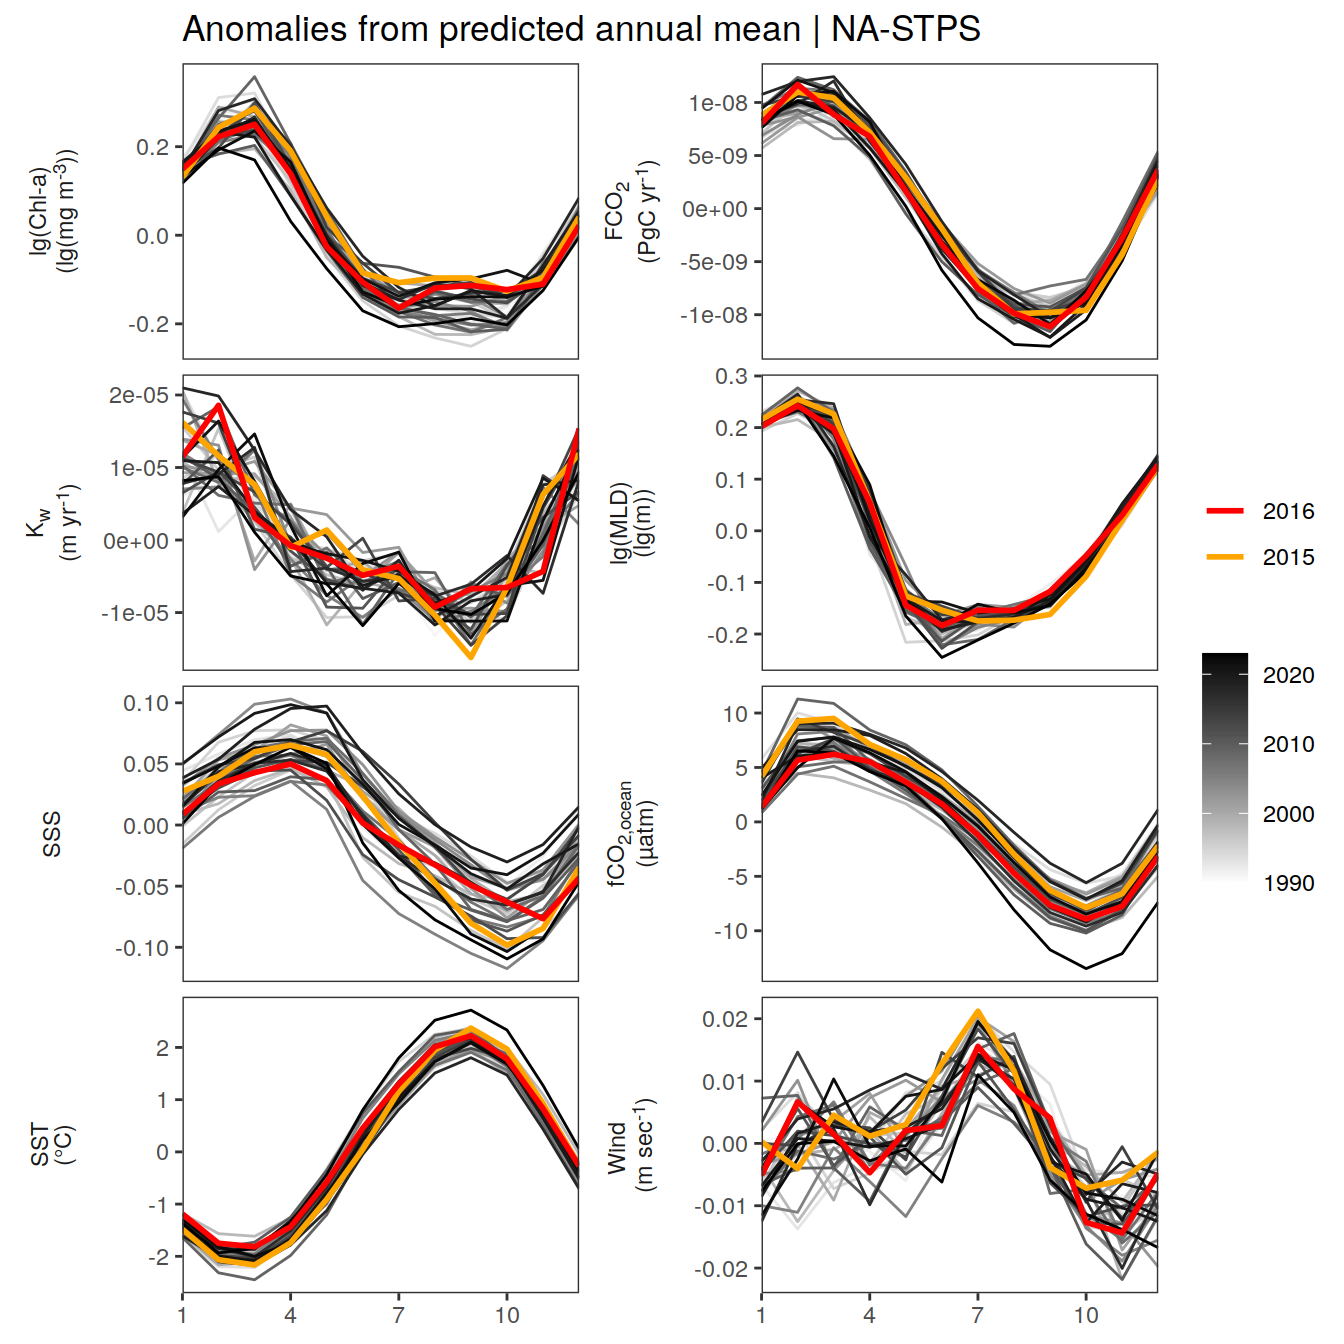 Anomalies from predicted annual mean | NA-STPS
lg(Chl-a)
(lg(mg m-3))
0.2
0.0
-0.2
FCO2
(PgC yr-1)
1e-08
5e-09
0e+00
-5e-09
-1e-08
Kw
(m yr-1)
2e-05
1e-05
0e+00
-1e-05
lg(MLD)
(lg(m))
0.3
0.2
0.1
0.0
-0.1
-0.2
SSS
0.10
0.05
0.00
-0.05
-0.10
fCO2,ocean
(µatm)
10
5
0
-5
-10
SST
(°C)
2
1
0
-1
-2
1
4
7
10
Wind
(m sec-1)
0.02
0.01
0.00
-0.01
-0.02
1
4
7
10
2016
2015
2020
2010
2000
1990